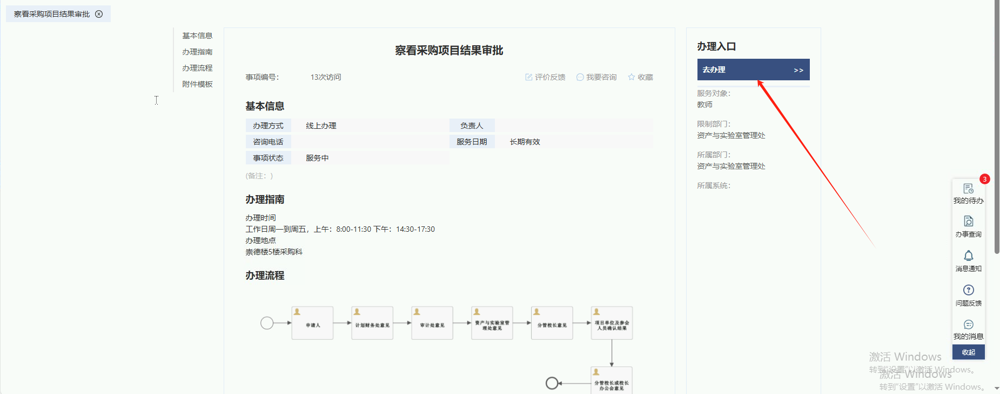 察看采购项目结果审批
基本信息
办理指南
办理流程
附件模板
察看采购项目结果审批
事项编号：
13次访问
评价反馈
我要咨询
收藏
基本信息
办理方式
线上办理
负责人
咨询电话
服务日期
长期有效
事项状态
服务中
(备注：)
办理指南
办理时间
工作日周一到周五，上午：8:00-11:30 下午：14:30-17:30
办理地点
崇德楼5楼采购科
办理流程
申请人
计划财务处意见
审计处意见
资产与实验室管
理处意见
分管校长意见
项目单位及参会
人员确认结果
分管校长或校长
办公会意见
办理入口
去办理 >>
服务对象：
教师
限制部门：
资产与实验室管理处
所属部门：
资产与实验室管理处
所属系统：
3
我的待办
办事查询
消息通知
问题反馈
我的消息
收起
激活 Windows
转到"设置"以激活 Windows。
激活 Windows
转到"设置"以激活 Windows。